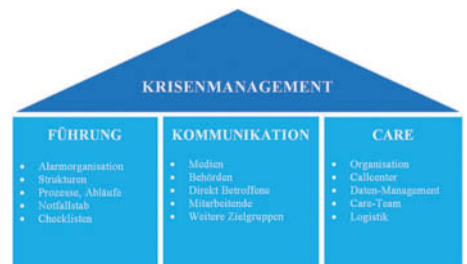 KRISENMANAGEMENT
FÜHRUNG
• Alarmorganisation
• Strukturen
• Prozesse, Abläufe
• Notfallstab
• Checklisten
KOMMUNIKATION
• Medien
• Behörden
• Direkt Betroffene
• Mitarbeitende
• Weitere Zielgruppen
CARE
• Organisation
• Callcenter
• Daten-Management
• Care-Team
• Logistik